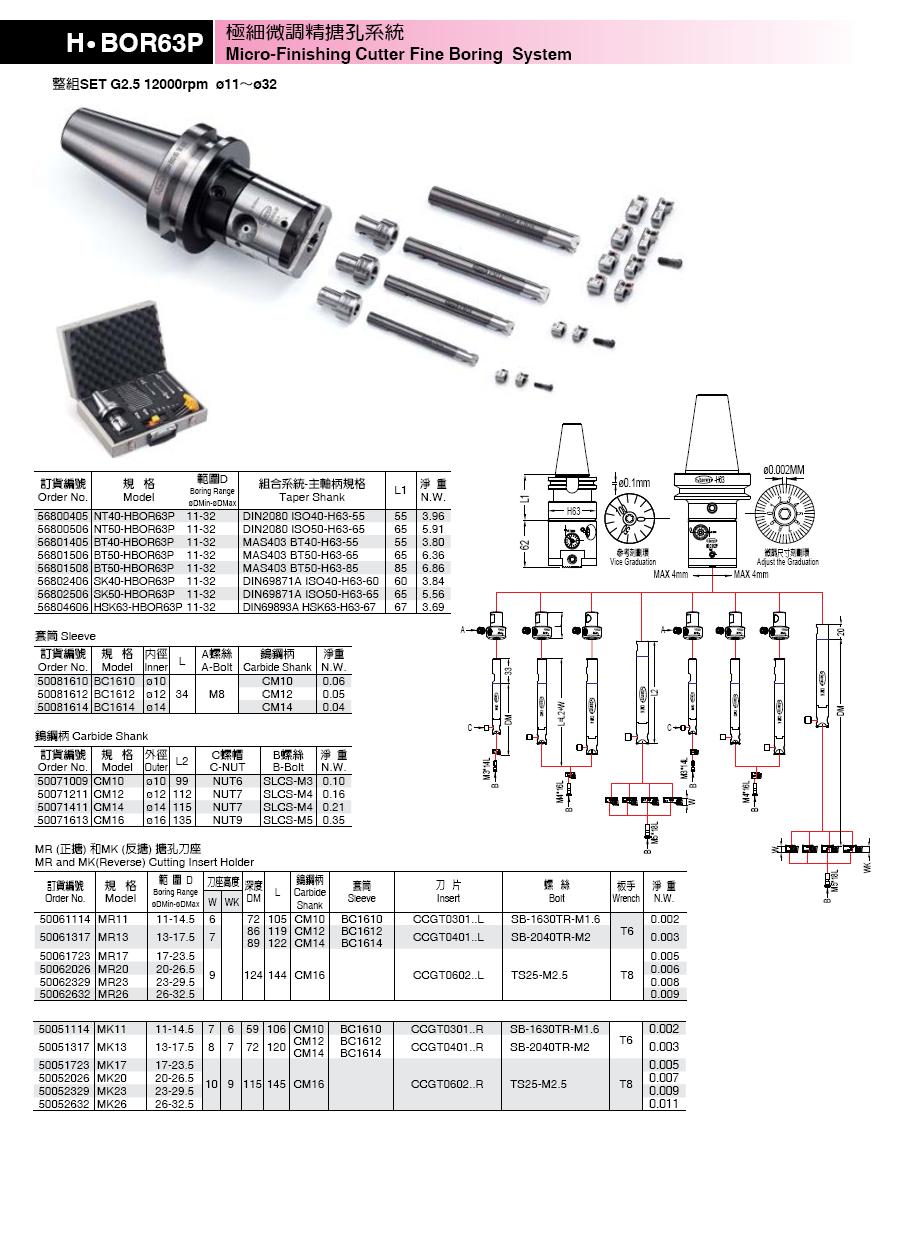 H•BOR63P
極細微調精搪孔系統
Micro-Finishing Cutter Fine Boring System
整組SET G2.5 12000rpm ø11～ø32
訂貨編號 規 格 範圍D 組合系統-主軸柄規格 L1 淨 重
Order No. Model Boring Range øDMin-øDMax Taper Shank N.W.
56800405 NT40-HBOR63P 11-32 DIN2080 ISO40-H63-55 55 3.96
56800506 NT50-HBOR63P 11-32 DIN2080 ISO50-H63-65 65 5.91
56801405 BT40-HBOR63P 11-32 MAS403 BT40-H63-55 55 3.80
56801506 BT50-HBOR63P 11-32 MAS403 BT50-H63-65 65 6.36
56801508 BT50-HBOR63P 11-32 MAS403 BT50-H63-85 85 6.86
56802406 SK40-HBOR63P 11-32 DIN69871A ISO40-H63-60 60 3.84
56802506 SK50-HBOR63P 11-32 DIN69871A ISO50-H63-65 65 5.56
56804606 HSK63-HBOR63P 11-32 DIN69893A HSK63-H63-67 67 3.69
套筒 Sleeve
訂貨編號 規 格 內徑 L A螺絲 鎢鋼柄 淨重
Order No. Model Inner A-Bolt Carbide Shank N.W.
50081610 BC1610 ø10 CM10 0.06
50081612 BC1612 ø12 34 M8 CM12 0.05
50081614 BC1614 ø14 CM14 0.04
鎢鋼柄 Carbide Shank
訂貨編號 規 格 外徑 L2 C螺帽 B螺絲 淨 重
Order No. Model Outer C-NUT B-Bolt N.W.
50071009 CM10 ø10 99 NUT6 SLCS-M3 0.10
50071211 CM12 ø12 112 NUT7 SLCS-M4 0.16
50071411 CM14 ø14 115 NUT7 SLCS-M4 0.21
50071613 CM16 ø16 135 NUT9 SLCS-M5 0.35
MR (正搪) 和MK (反搪) 搪孔刀座
MR and MK(Reverse) Cutting Insert Holder
訂貨編號 規 格 範 圍 D 刀座高度 深度 L 鎢鋼柄 套筒 刀 片 螺 絲 板手 淨 重
Order No. Model Boring Range øDMin-øDMax W WK DM Carbide Shank Sleeve Insert Bolt Wrench N.W.
50061114 MR11 11-14.5 6 72 105 CM10 BC1610 CCGT0301..L SB-1630TR-M1.6 T6 0.002
50061317 MR13 13-17.5 7 86 119 CM12 BC1612 CCGT0401..L SB-2040TR-M2 0.003
89 122 CM14 BC1614
50061723 MR17 17-23.5 0.005
50062026 MR20 20-26.5 9 124 144 CM16 CCGT0602..L TS25-M2.5 T8 0.006
50062329 MR23 23-29.5 0.008
50062632 MR26 26-32.5 0.009
50051114 MK11 11-14.5 7 6 59 106 CM10 BC1610 CCGT0301..R SB-1630TR-M1.6 T6 0.002
50051317 MK13 13-17.5 8 7 72 120 CM12 BC1612 CCGT0401..R SB-2040TR-M2 0.003
CM14 BC1614
50051723 MK17 17-23.5 0.005
50052026 MK20 20-26.5 10 9 115 145 CM16 CCGT0602..R TS25-M2.5 T8 0.007
50052329 MK23 23-29.5 0.009
50052632 MK26 26-32.5 0.011
L1
62
H63
ø0.1mm
參考刻劃環
Vice Graduation
H63
ø0.002MM
微調尺寸刻劃環
Adjust the Graduation
MAX 4mm
MAX 4mm
A
A
20
33
DM
L=L2+W
L2
DM
C
C
M3*14L
B
M4*16L
B
W
M5*18L
B
M3*14L
B
M4*16L
B
W
WK
M5*18L
B